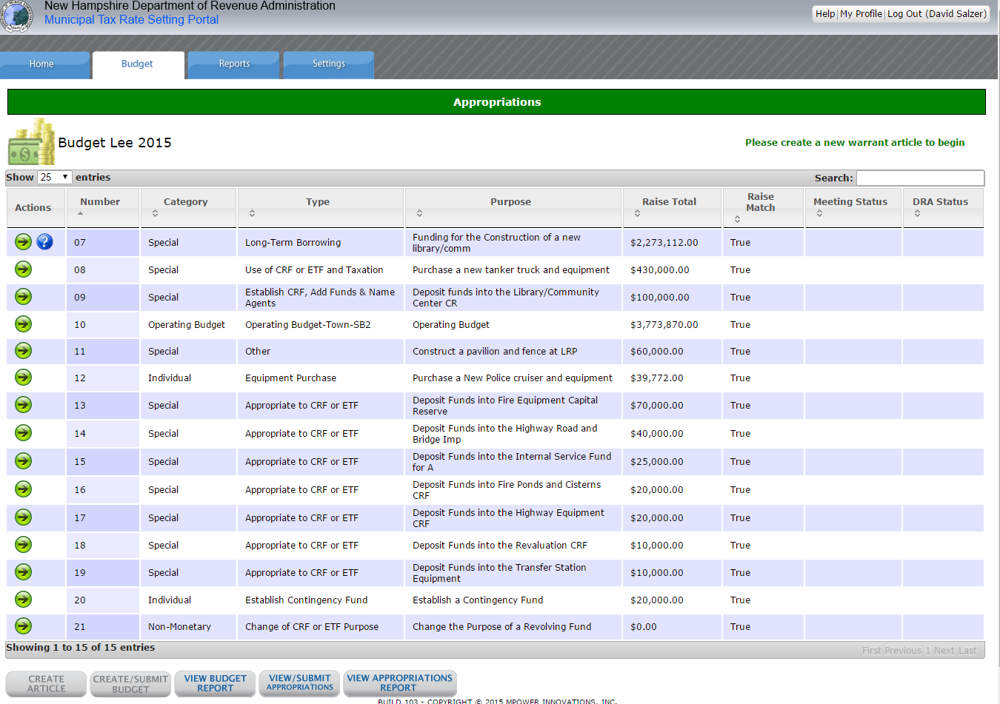 New Hampshire Department of Revenue Administration
Municipal Tax Rate Setting Portal
Help | My Profile | Log Out (David Salzer)
Home Budget Reports Settings
Appropriations
Budget Lee 2015
Please create a new warrant article to begin
Show 25 entries Search:
Actions Number Category Type Purpose Raise Total Raise Match Meeting Status DRA Status
07 Special Long-Term Borrowing Funding for the Construction of a new library/comm $2,273,112.00 True
08 Special Use of CRF or ETF and Taxation Purchase a new tanker truck and equipment $430,000.00 True
09 Special Establish CRF, Add Funds & Name Agents Deposit funds into the Library/Community Center CR $100,000.00 True
10 Operating Budget Operating Budget-Town-SB2 Operating Budget $3,773,870.00 True
11 Special Other Construct a pavilion and fence at LRP $60,000.00 True
12 Individual Equipment Purchase Purchase a New Police cruiser and equipment $39,772.00 True
13 Special Appropriate to CRF or ETF Deposit Funds into Fire Equipment Capital Reserve $70,000.00 True
14 Special Appropriate to CRF or ETF Deposit Funds into the Highway Road and Bridge Imp $40,000.00 True
15 Special Appropriate to CRF or ETF Deposit Funds into the Internal Service Fund for A $25,000.00 True
16 Special Appropriate to CRF or ETF Deposit Funds into Fire Ponds and Cisterns CRF $20,000.00 True
17 Special Appropriate to CRF or ETF Deposit Funds into the Highway Equipment CRF $20,000.00 True
18 Special Appropriate to CRF or ETF Deposit Funds into the Revaluation CRF $10,000.00 True
19 Special Appropriate to CRF or ETF Deposit Funds into the Transfer Station Equipment $10,000.00 True
20 Individual Establish Contingency Fund Establish a Contingency Fund $20,000.00 True
21 Non-Monetary Change of CRF or ETF Purpose Change the Purpose of a Revolving Fund $0.00 True
Showing 1 to 15 of 15 entries First Previous 1 Next Last
CREATE ARTICLE
CREATE/SUBMIT BUDGET
VIEW BUDGET REPORT
VIEW/SUBMIT APPROPRIATIONS
VIEW APPROPRIATIONS REPORT
BUILD 103 - COPYRIGHT © 2015 MPOWER INNOVATIONS, INC.